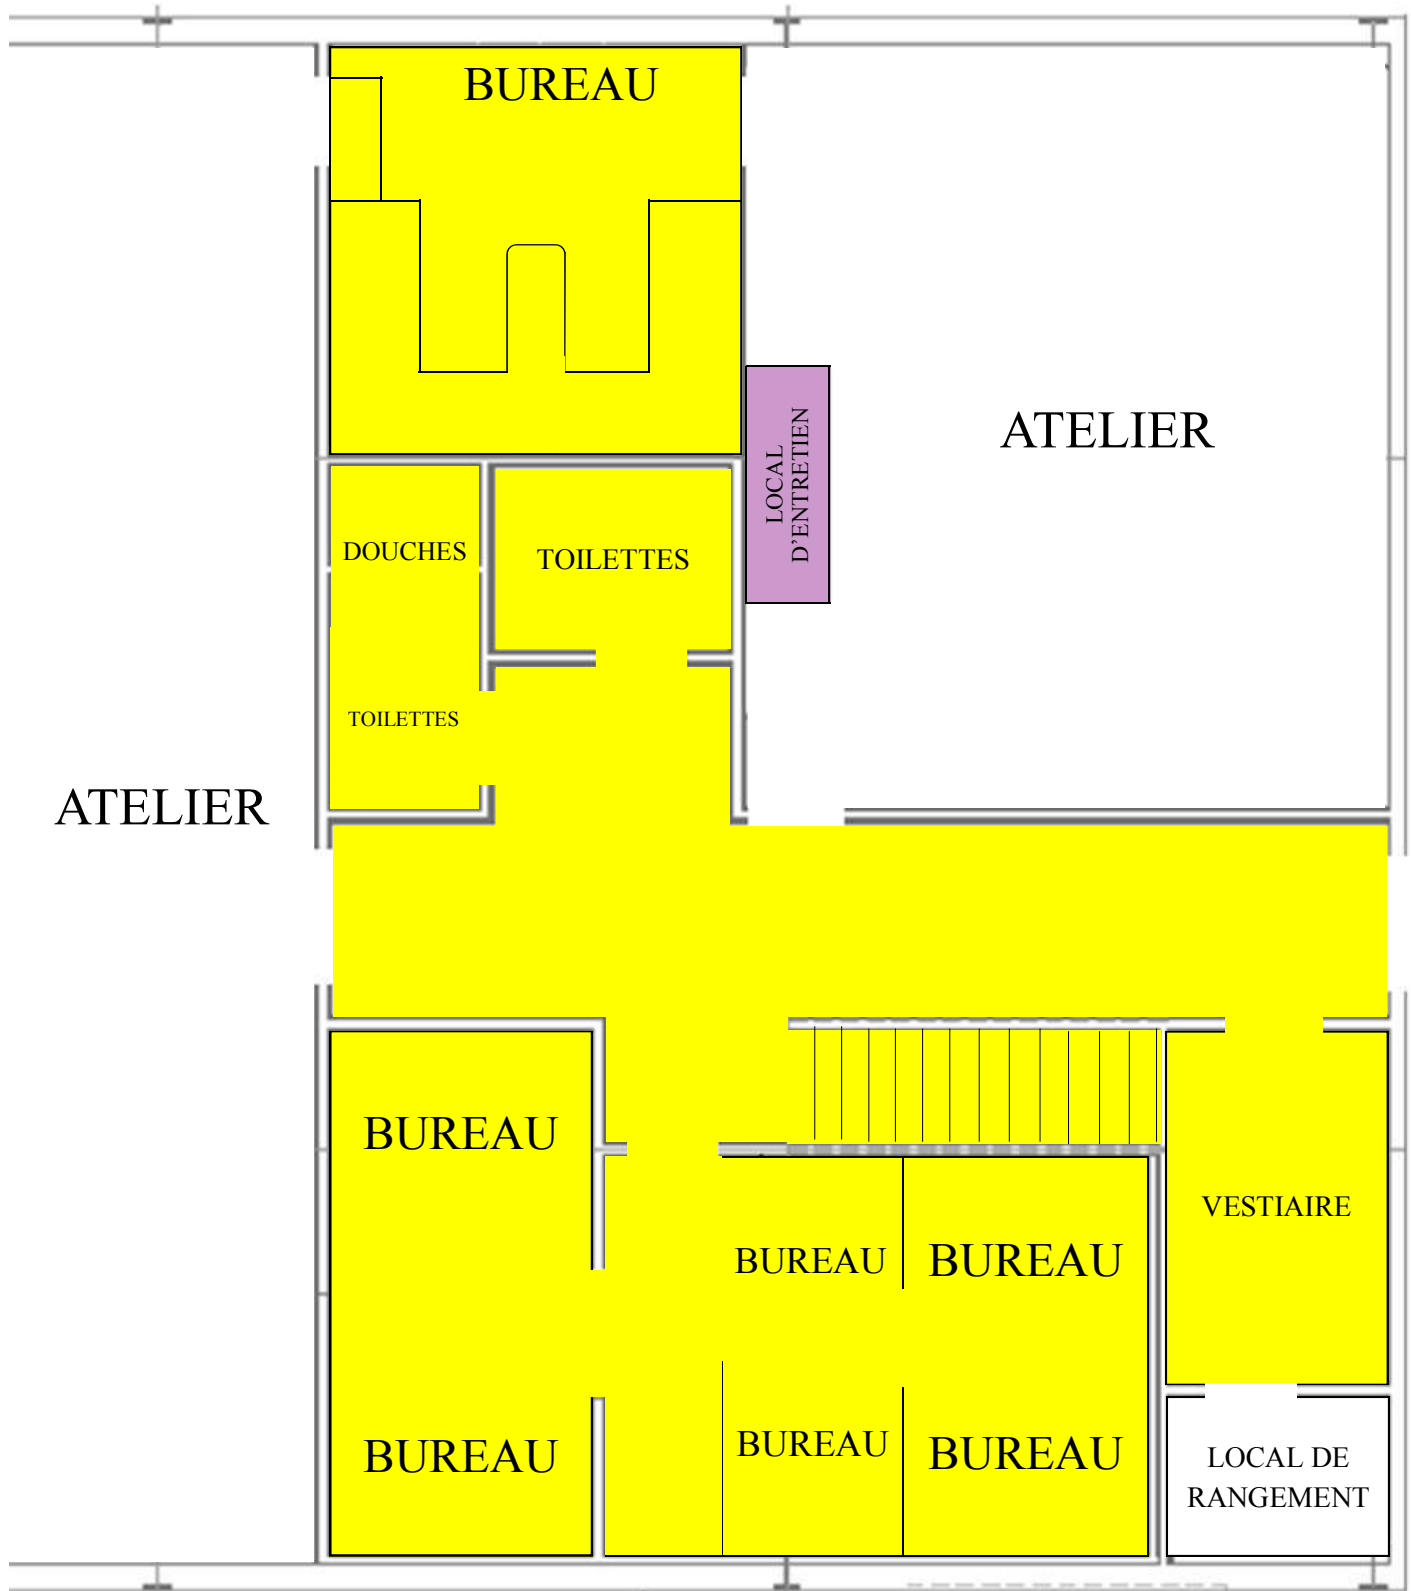 BUREAU
ATELIER
LOCAL
D'ENTRETIEN
DOUCHES
TOILETTES
TOILETTES
ATELIER
BUREAU
VESTIAIRE
BUREAU
BUREAU
BUREAU
BUREAU
BUREAU
LOCAL DE
RANGEMENT